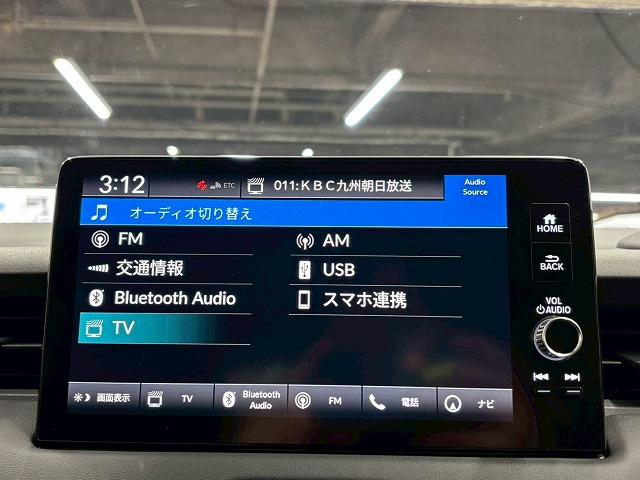 3:12 ETC 011:KBC九州朝日放送 Audio Source
オーディオ切り替え
FM AM
交通情報 USB
Bluetooth Audio スマホ連携
TV
画面表示 TV Bluetooth Audio FM 電話 ナビ
HOME
BACK
VOL
AUDIO